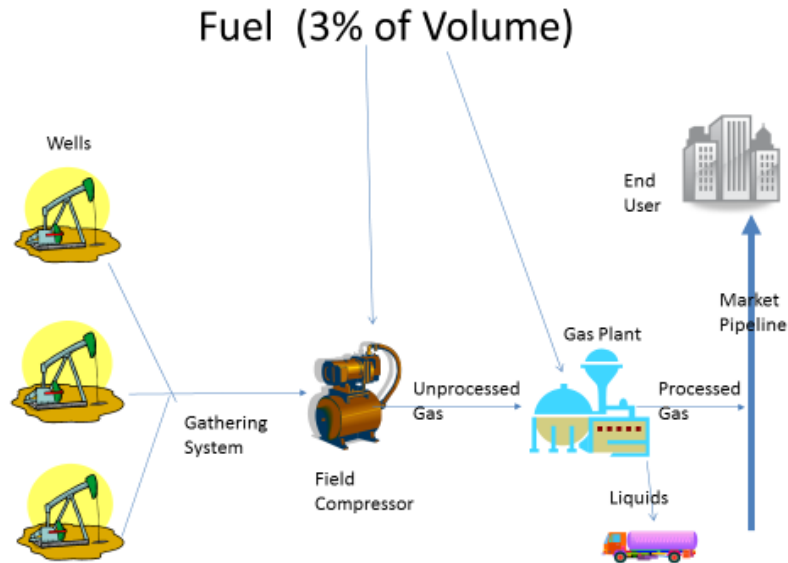 Fuel (3% of Volume)
Wells
End
User
Market
Pipeline
Gas Plant
Unprocessed
Gas
Processed
Gas
Gathering
System
Field
Compressor
Liquids